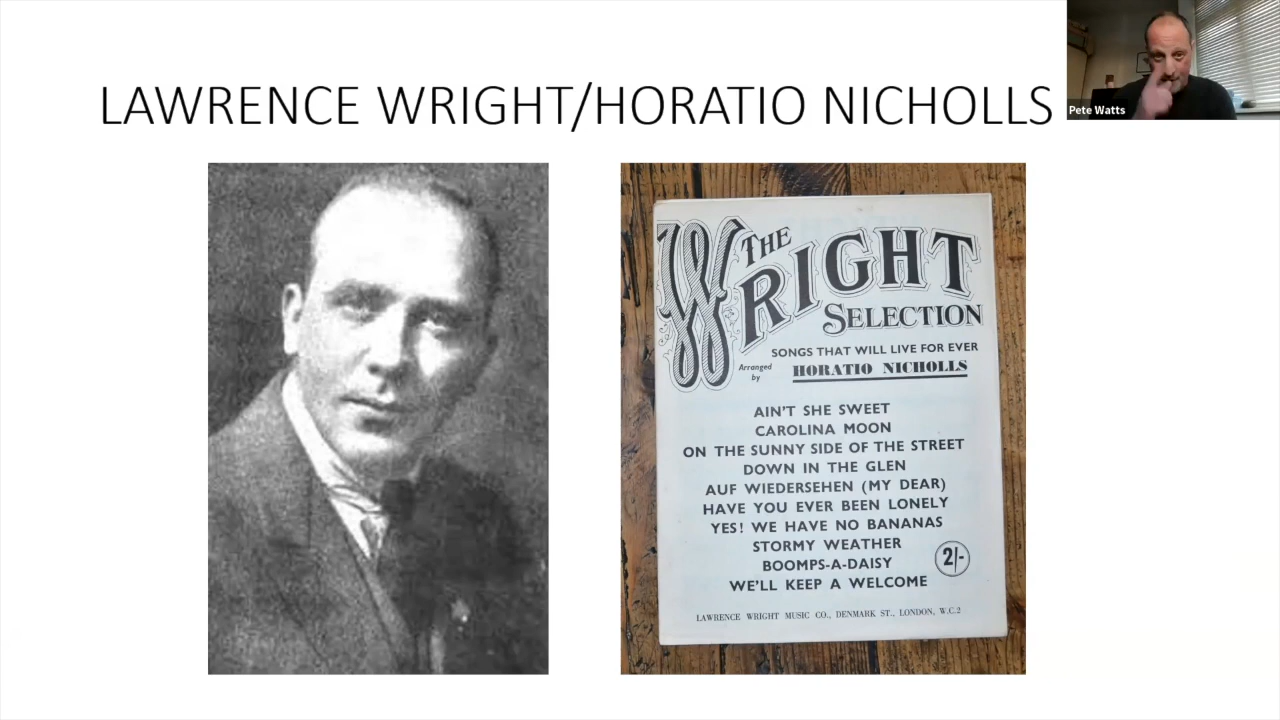 LAWRENCE WRIGHT/HORATIO NICHOLLS
Pete Watts
THE
WRIGHT
SELECTION
SONGS THAT WILL LIVE FOR EVER
Arranged
by
HORATIO NICHOLLS
AIN'T SHE SWEET
CAROLINA MOON
ON THE SUNNY SIDE OF THE STREET
DOWN IN THE GLEN
AUF WIEDERSEHEN (MY DEAR)
HAVE YOU EVER BEEN LONELY
YES! WE HAVE NO BANANAS
STORMY WEATHER
BOOMPS-A-DAISY
WE'LL KEEP A WELCOME
2/-
LAWRENCE WRIGHT MUSIC CO., DENMARK ST., LONDON, W.C.2